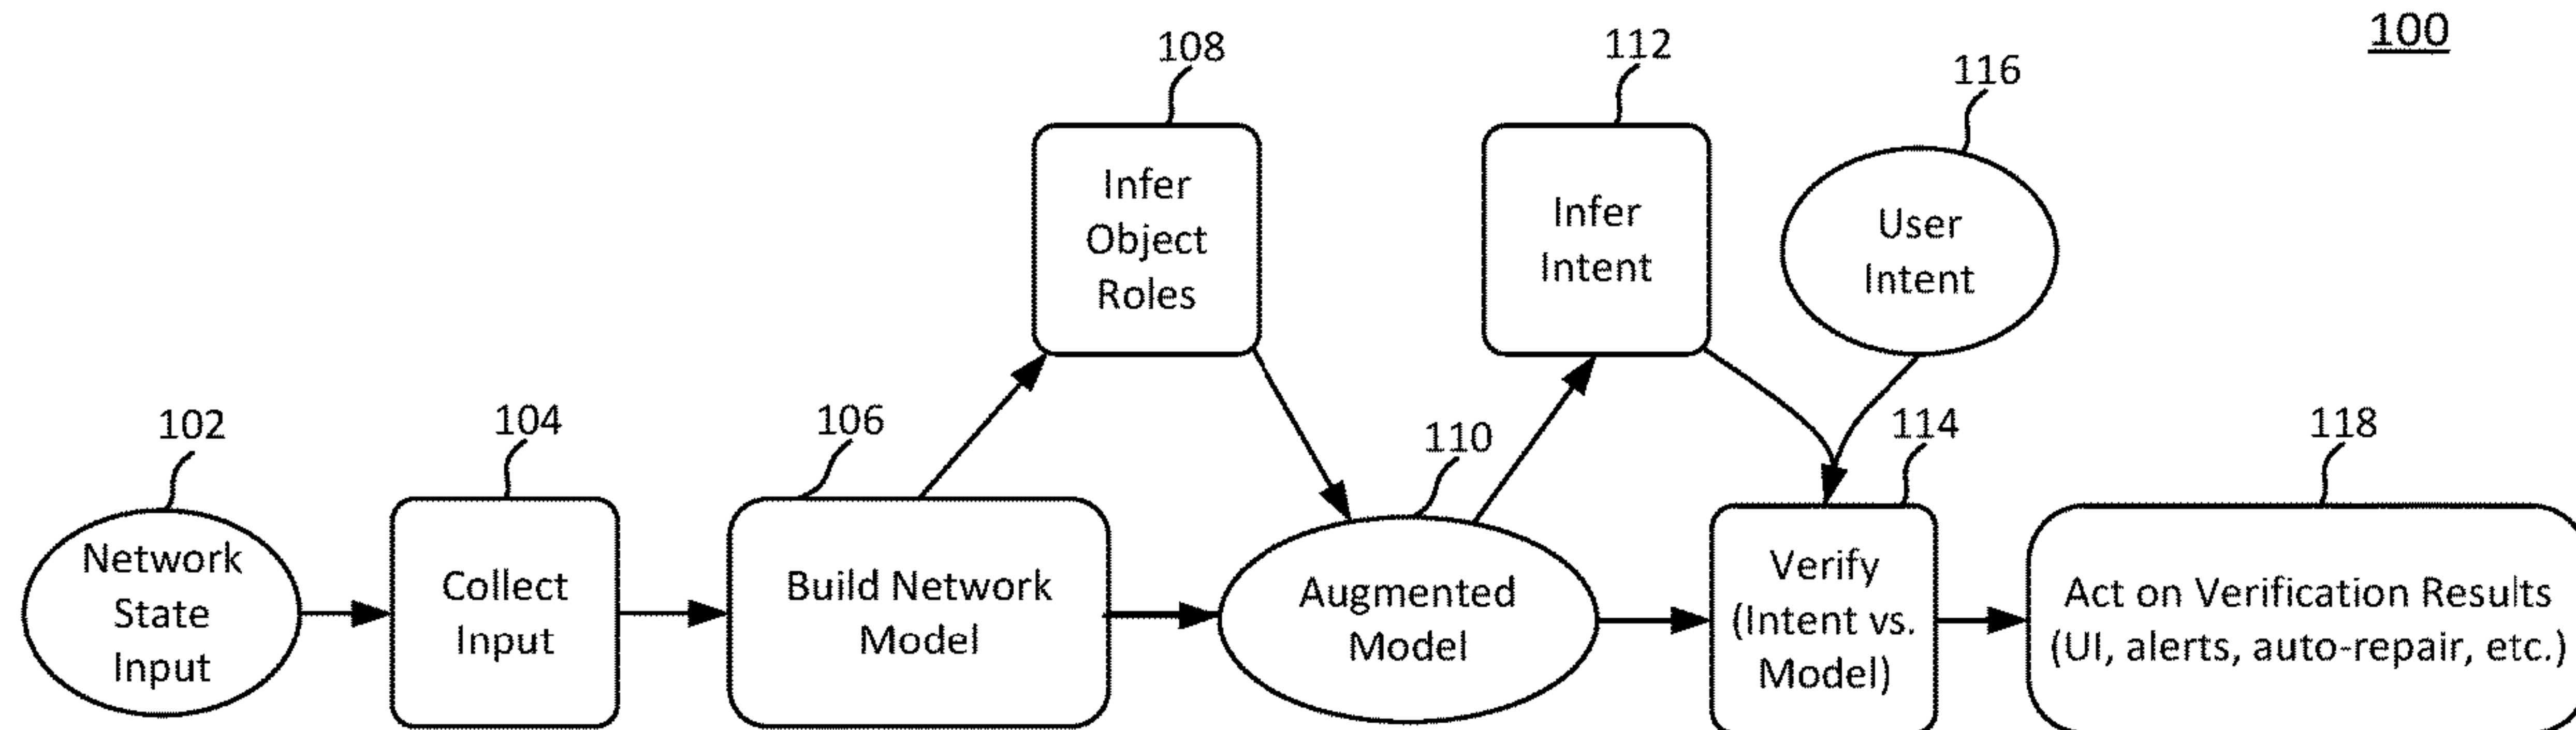 100
108
112
116
Infer
Object
Roles
Infer
Intent
User
Intent
102
104
106
110
114
118
Network
State
Input
Collect
Input
Build Network
Model
Augmented
Model
Verify
(Intent vs.
Model)
Act on Verification Results
(UI, alerts, auto-repair, etc.)